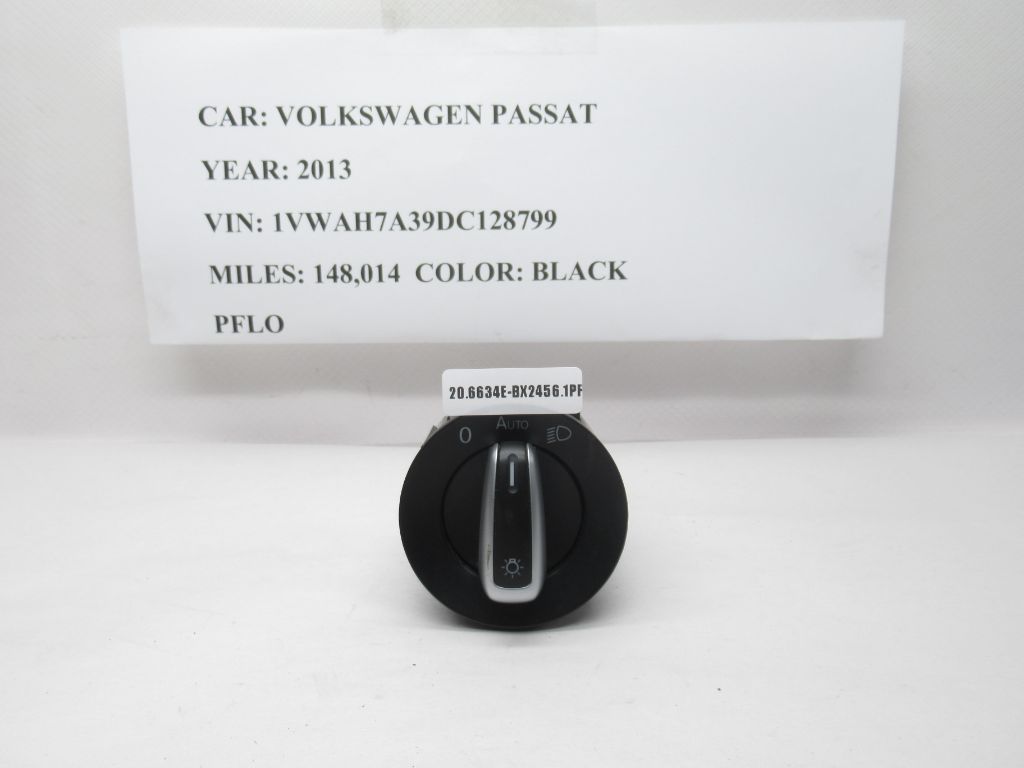 CAR: VOLKSWAGEN PASSAT
YEAR: 2013
VIN: 1VWAH7A39DC128799
MILES: 148,014 COLOR: BLACK
PFLO
20.6634E-BX2456.1PF
0 AUTO